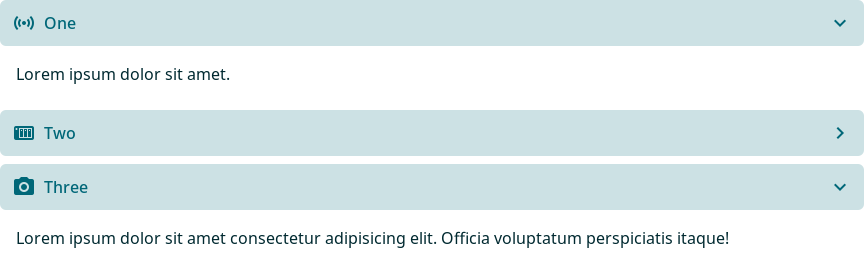 One
Lorem ipsum dolor sit amet.
Two
Three
Lorem ipsum dolor sit amet consectetur adipisicing elit. Officia voluptatum perspiciatis itaque!